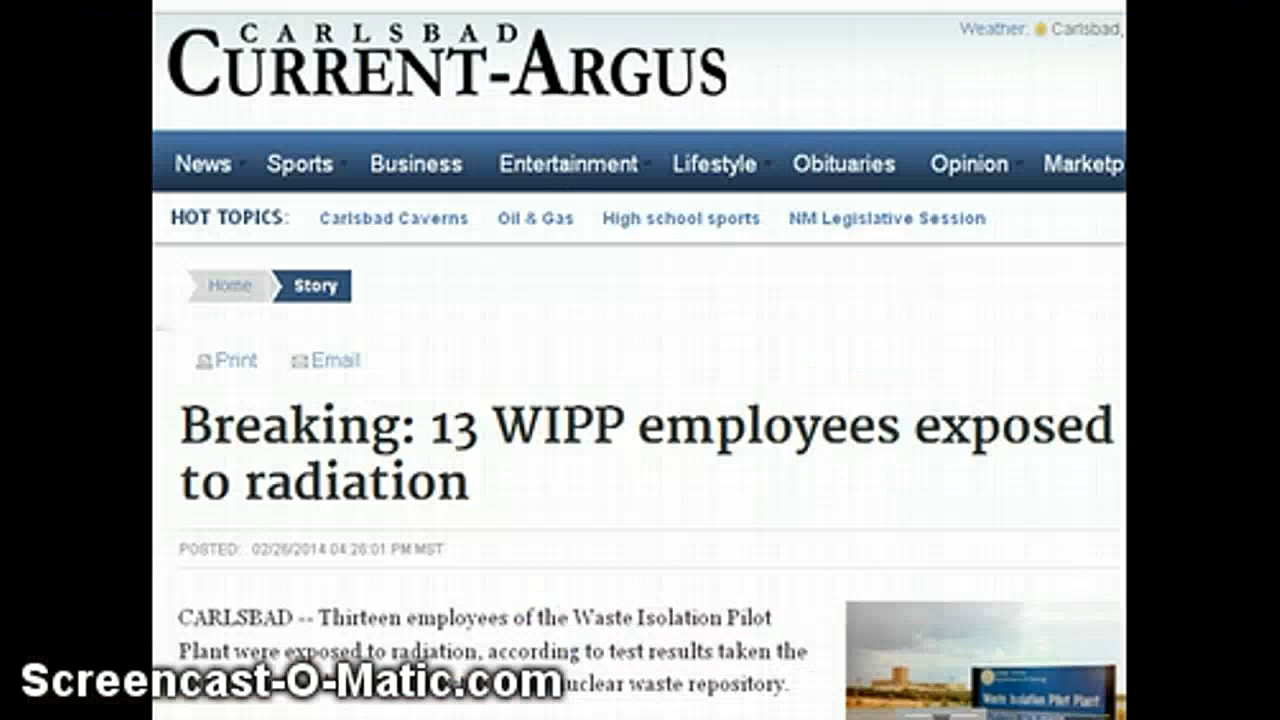 CARLSBAD
CURRENT-ARGUS
Weather: Carlsbad,
News Sports Business Entertainment Lifestyle Obituaries Opinion Marketp
HOT TOPICS: Carlsbad Caverns Oil & Gas High school sports NM Legislative Session
Home Story
Print Email
Breaking: 13 WIPP employees exposed
to radiation
POSTED: 02/26/2014 04:26:01 PM MST
CARLSBAD -- Thirteen employees of the Waste Isolation Pilot
Plant were exposed to radiation, according to test results taken the
nuclear waste repository.
Waste Isolation Pilot Plant
Screencast-O-Matic.com